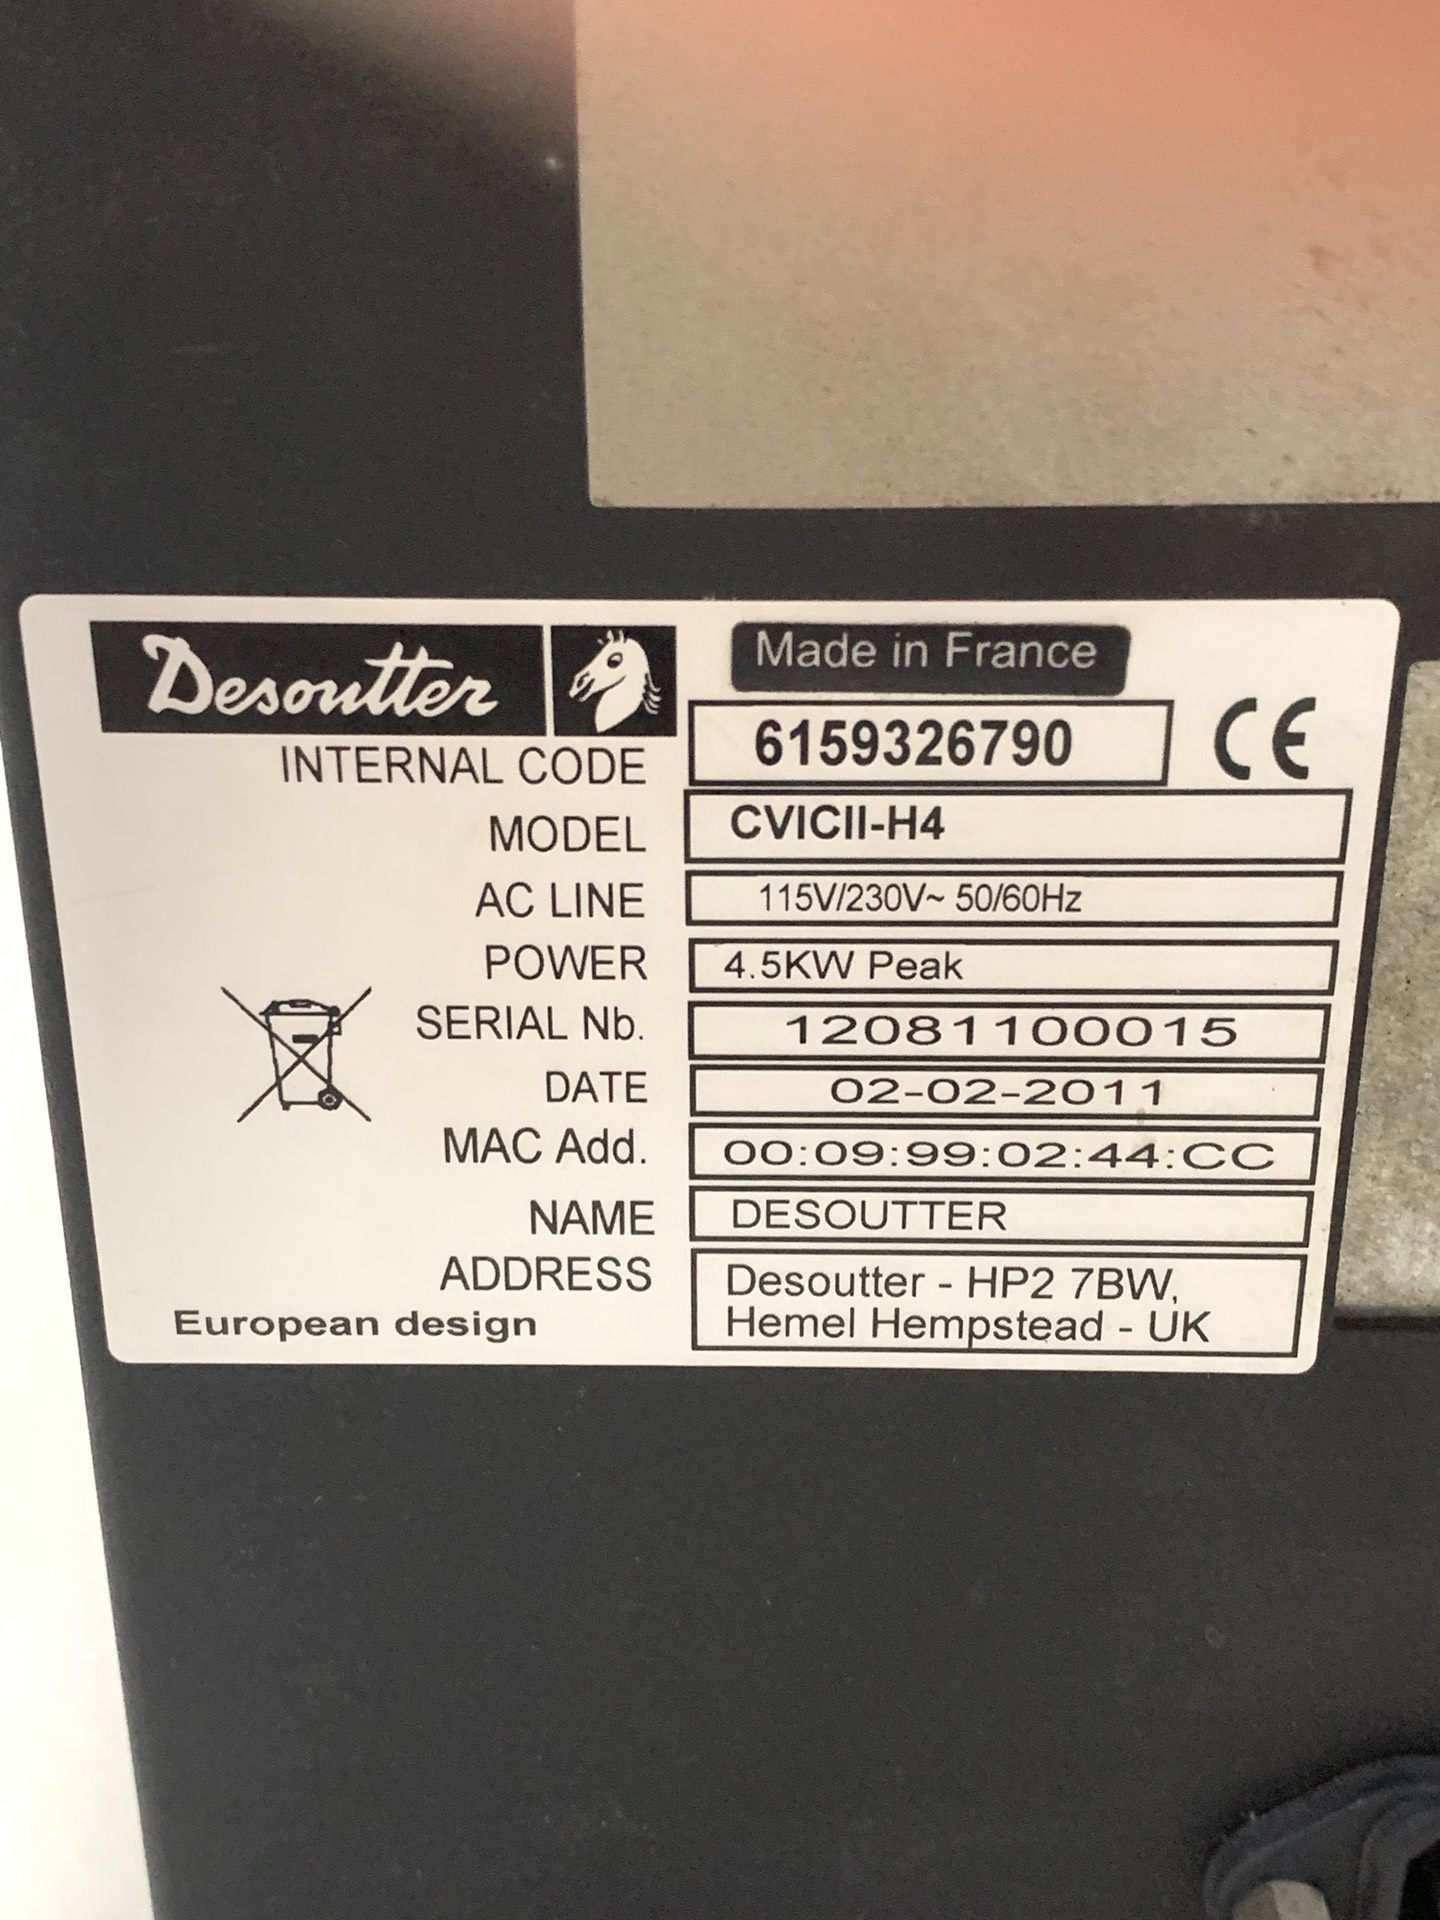 Desoutter
Made in France
INTERNAL CODE 6159326790 CE
MODEL CVICII-H4
AC LINE 115V/230V~ 50/60Hz
POWER 4.5KW Peak
SERIAL Nb. 12081100015
DATE 02-02-2011
MAC Add. 00:09:99:02:44:CC
NAME DESOUTTER
ADDRESS Desoutter - HP2 7BW,
Hemel Hempstead - UK
European design